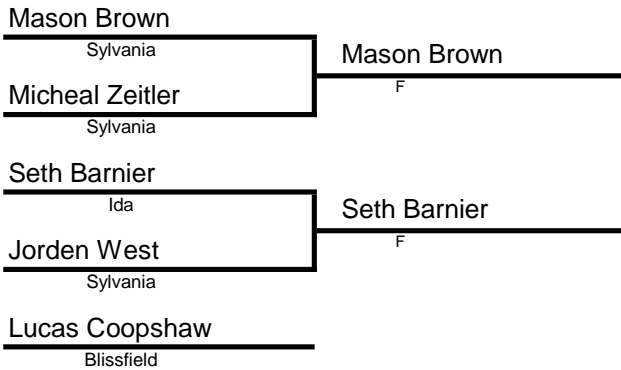 Mason Brown
Sylvania
Mason Brown
F
Micheal Zeitler
Sylvania
Seth Barnier
Ida
Seth Barnier
F
Jorden West
Sylvania
Lucas Coopshaw
Blissfield